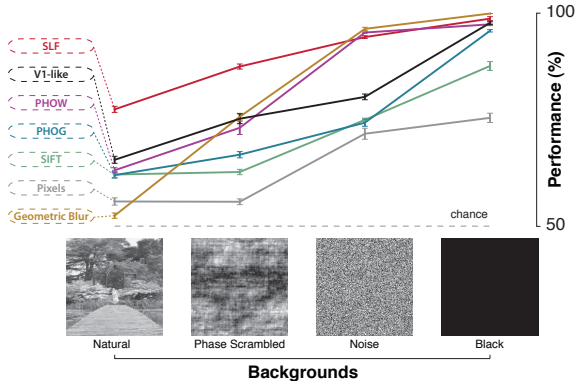 SLF
V1-like
PHOW
PHOG
SIFT
Pixels
Geometric Blur
100
Performance (%)
50
chance
Natural
Phase Scrambled
Noise
Black
Backgrounds